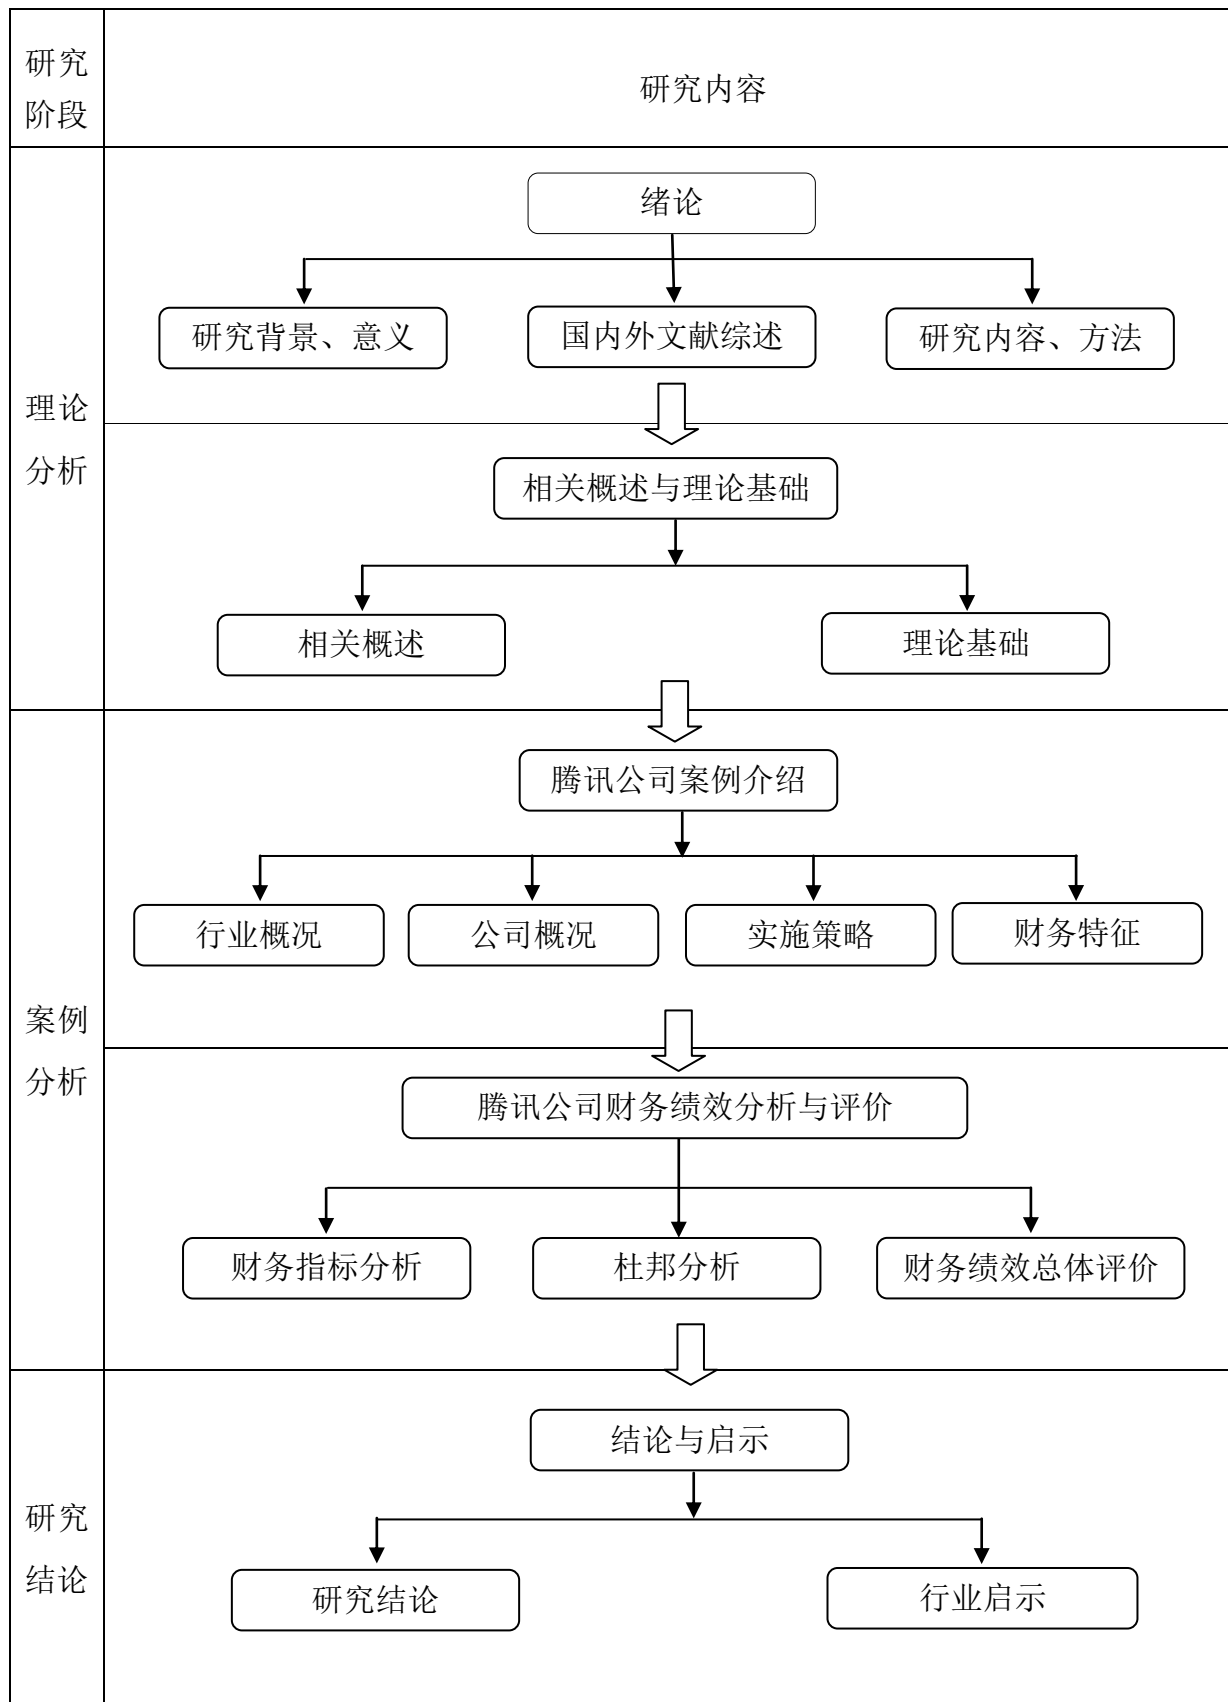 研究
阶段
研究内容
理论
分析
绪论
研究背景、意义
国内外文献综述
研究内容、方法
相关概述与理论基础
相关概述
理论基础
案例
分析
腾讯公司案例介绍
行业概况
公司概况
实施策略
财务特征
腾讯公司财务绩效分析与评价
财务指标分析
杜邦分析
财务绩效总体评价
研究
结论
结论与启示
研究结论
行业启示